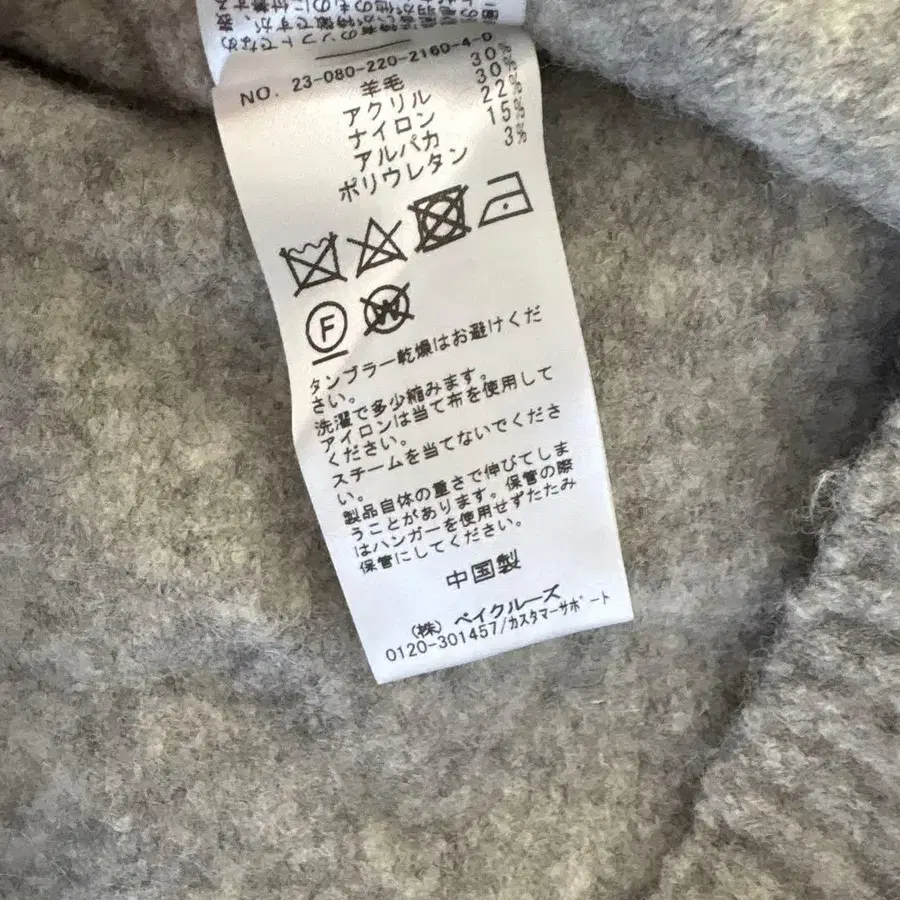 NO. 23-080-220-2160-4-0
羊毛 30%
アクリル 30%
ナイロン 22%
アルパカ 15%
ポリウレタン 3%
F
W
タンブラー乾燥はお避けくだ
さい。
洗濯で多少縮みます。
アイロンは当て布を使用して
ください。
スチームを当てないでくださ
い。
製品自体の重さで伸びてしま
うことがあります。保管の際
はハンガーを使用せずたたみ
保管にしてください。
中国製
(株) ベイクルーズ
0120-301457/カスタマーサポート